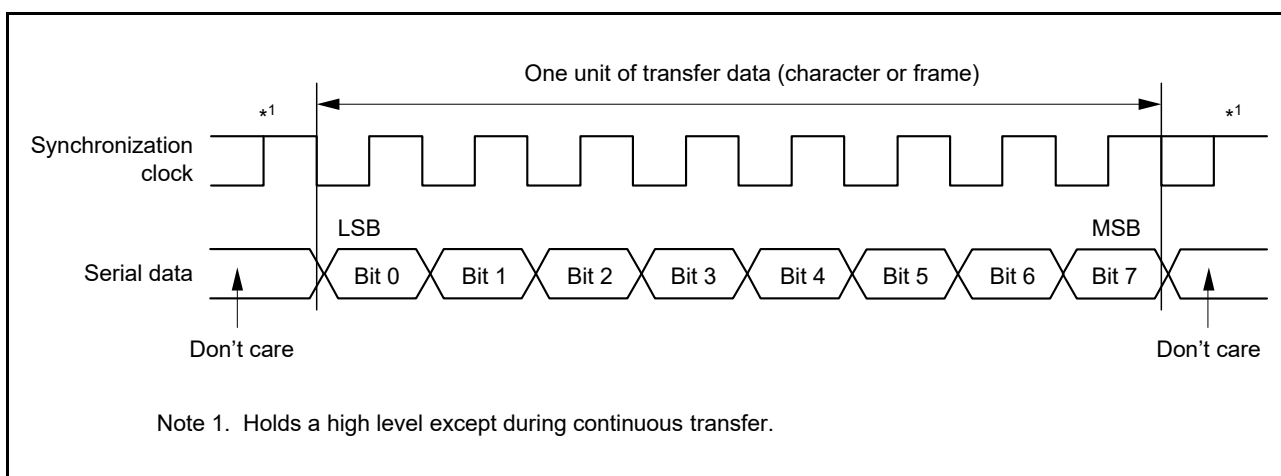 One unit of transfer data (character or frame)
*1 *1
Synchronization
clock
LSB MSB
Serial data Bit 0 Bit 1 Bit 2 Bit 3 Bit 4 Bit 5 Bit 6 Bit 7
Don’t care Don’t care
Note 1. Holds a high level except during continuous transfer.